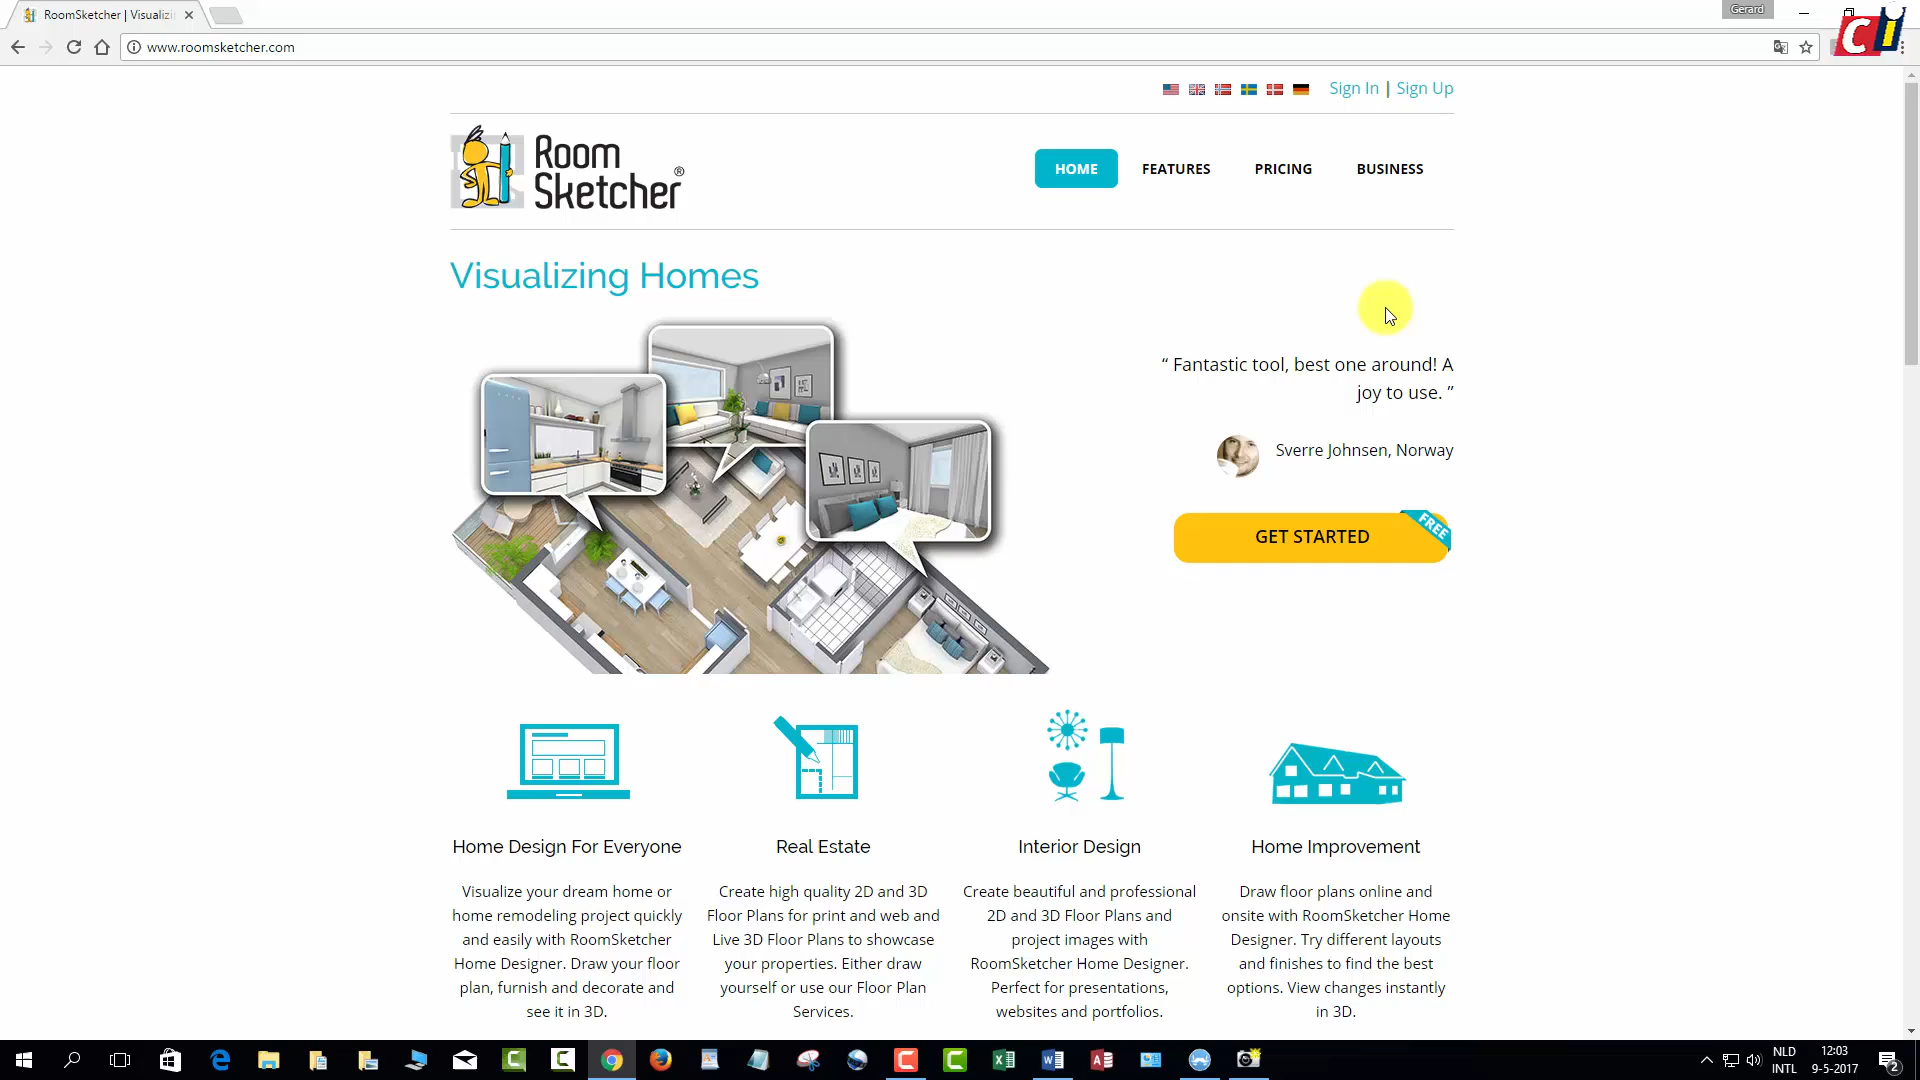 RoomSketcher | Visualizi
Gerard
CI
www.roomsketcher.com
Sign In | Sign Up
Room
Sketcher®
HOME
FEATURES
PRICING
BUSINESS
Visualizing Homes
“ Fantastic tool, best one around! A
joy to use. ”
Sverre Johnsen, Norway
GET STARTED
FREE
Home Design For Everyone
Visualize your dream home or
home remodeling project quickly
and easily with RoomSketcher
Home Designer. Draw your floor
plan, furnish and decorate and
see it in 3D.
Real Estate
Create high quality 2D and 3D
Floor Plans for print and web and
Live 3D Floor Plans to showcase
your properties. Either draw
yourself or use our Floor Plan
Services.
Interior Design
Create beautiful and professional
2D and 3D Floor Plans and
project images with
RoomSketcher Home Designer.
Perfect for presentations,
websites and portfolios.
Home Improvement
Draw floor plans online and
onsite with RoomSketcher Home
Designer. Try different layouts
and finishes to find the best
options. View changes instantly
in 3D.
NLD
INTL
12:03
9-5-2017
2